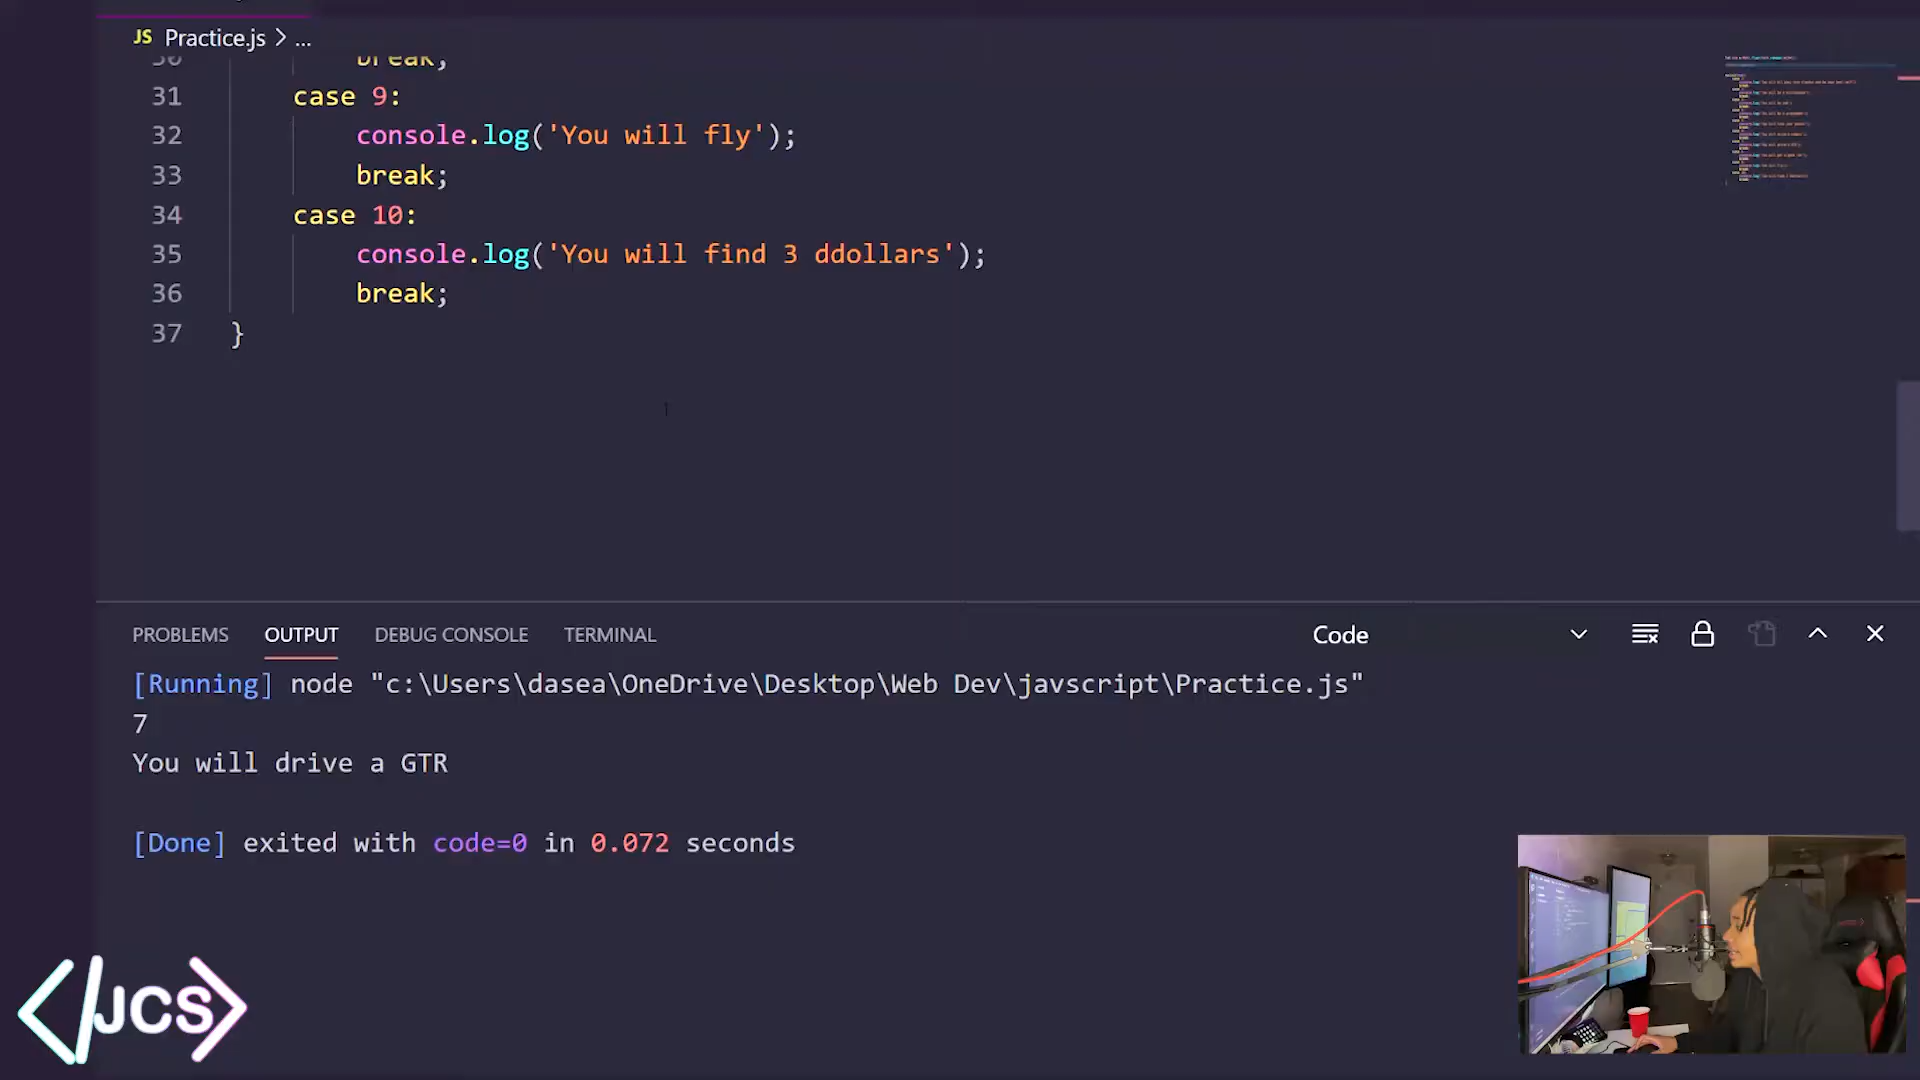 JS Practice.js > ...
30 break;
31 case 9:
32 console.log('You will fly');
33 break;
34 case 10:
35 console.log('You will find 3 ddollars');
36 break;
37 }
PROBLEMS OUTPUT DEBUG CONSOLE TERMINAL Code
[Running] node "c:\Users\dasea\OneDrive\Desktop\Web Dev\javscript\Practice.js"
7
You will drive a GTR
[Done] exited with code=0 in 0.072 seconds
</JCS>